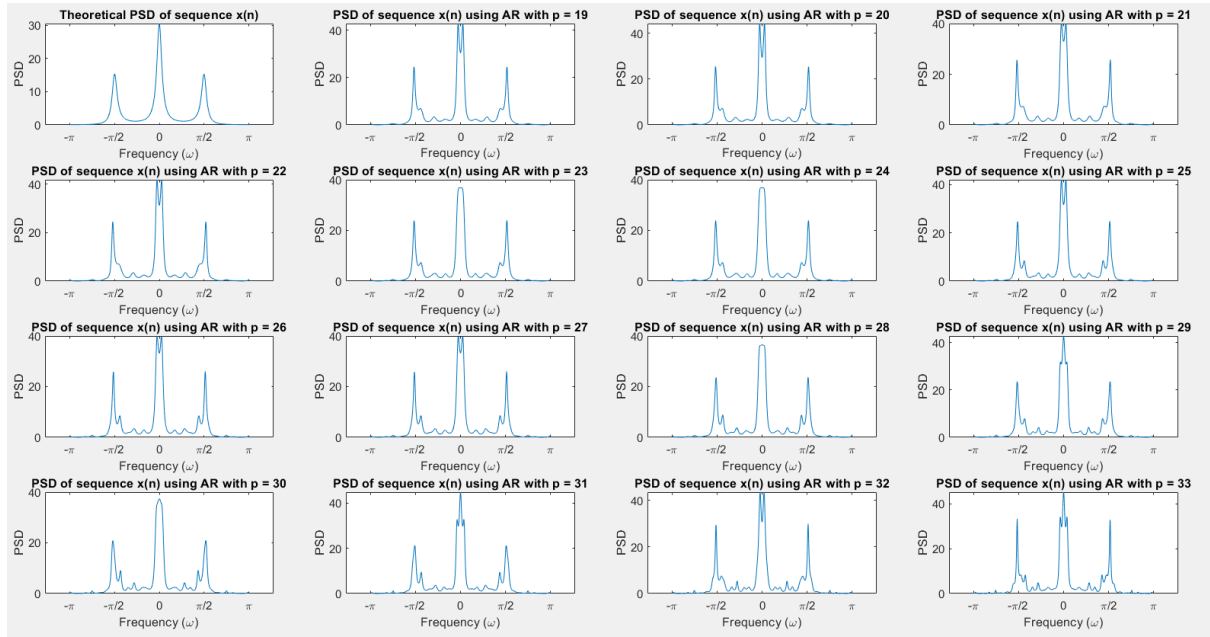 Theoretical PSD of sequence x(n)
30
20
10
0
PSD
-π -π/2 0 π/2 π
Frequency (ω)
PSD of sequence x(n) using AR with p = 19
40
20
0
PSD
-π -π/2 0 π/2 π
Frequency (ω)
PSD of sequence x(n) using AR with p = 20
40
20
0
PSD
-π -π/2 0 π/2 π
Frequency (ω)
PSD of sequence x(n) using AR with p = 21
40
20
0
PSD
-π -π/2 0 π/2 π
Frequency (ω)
PSD of sequence x(n) using AR with p = 22
40
20
0
PSD
-π -π/2 0 π/2 π
Frequency (ω)
PSD of sequence x(n) using AR with p = 23
40
20
0
PSD
-π -π/2 0 π/2 π
Frequency (ω)
PSD of sequence x(n) using AR with p = 24
40
20
0
PSD
-π -π/2 0 π/2 π
Frequency (ω)
PSD of sequence x(n) using AR with p = 25
40
20
0
PSD
-π -π/2 0 π/2 π
Frequency (ω)
PSD of sequence x(n) using AR with p = 26
40
20
0
PSD
-π -π/2 0 π/2 π
Frequency (ω)
PSD of sequence x(n) using AR with p = 27
40
20
0
PSD
-π -π/2 0 π/2 π
Frequency (ω)
PSD of sequence x(n) using AR with p = 28
40
20
0
PSD
-π -π/2 0 π/2 π
Frequency (ω)
PSD of sequence x(n) using AR with p = 29
40
20
0
PSD
-π -π/2 0 π/2 π
Frequency (ω)
PSD of sequence x(n) using AR with p = 30
40
30
20
10
0
PSD
-π -π/2 0 π/2 π
Frequency (ω)
PSD of sequence x(n) using AR with p = 31
40
20
0
PSD
-π -π/2 0 π/2 π
Frequency (ω)
PSD of sequence x(n) using AR with p = 32
40
20
0
PSD
-π -π/2 0 π/2 π
Frequency (ω)
PSD of sequence x(n) using AR with p = 33
40
20
0
PSD
-π -π/2 0 π/2 π
Frequency (ω)